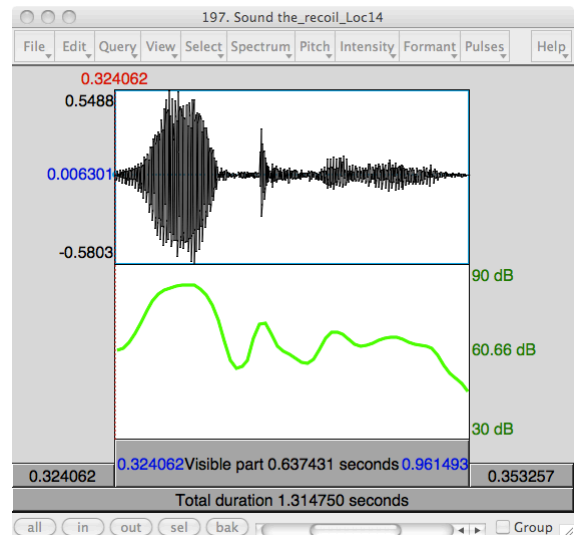 197. Sound the_recoil_Loc14
File Edit Query View Select Spectrum Pitch Intensity Formant Pulses Help
0.324062
0.5488
0.006301
-0.5803
90 dB
60.66 dB
30 dB
0.324062 Visible part 0.637431 seconds 0.961493
0.324062 0.353257
Total duration 1.314750 seconds
all in out sel bak Group